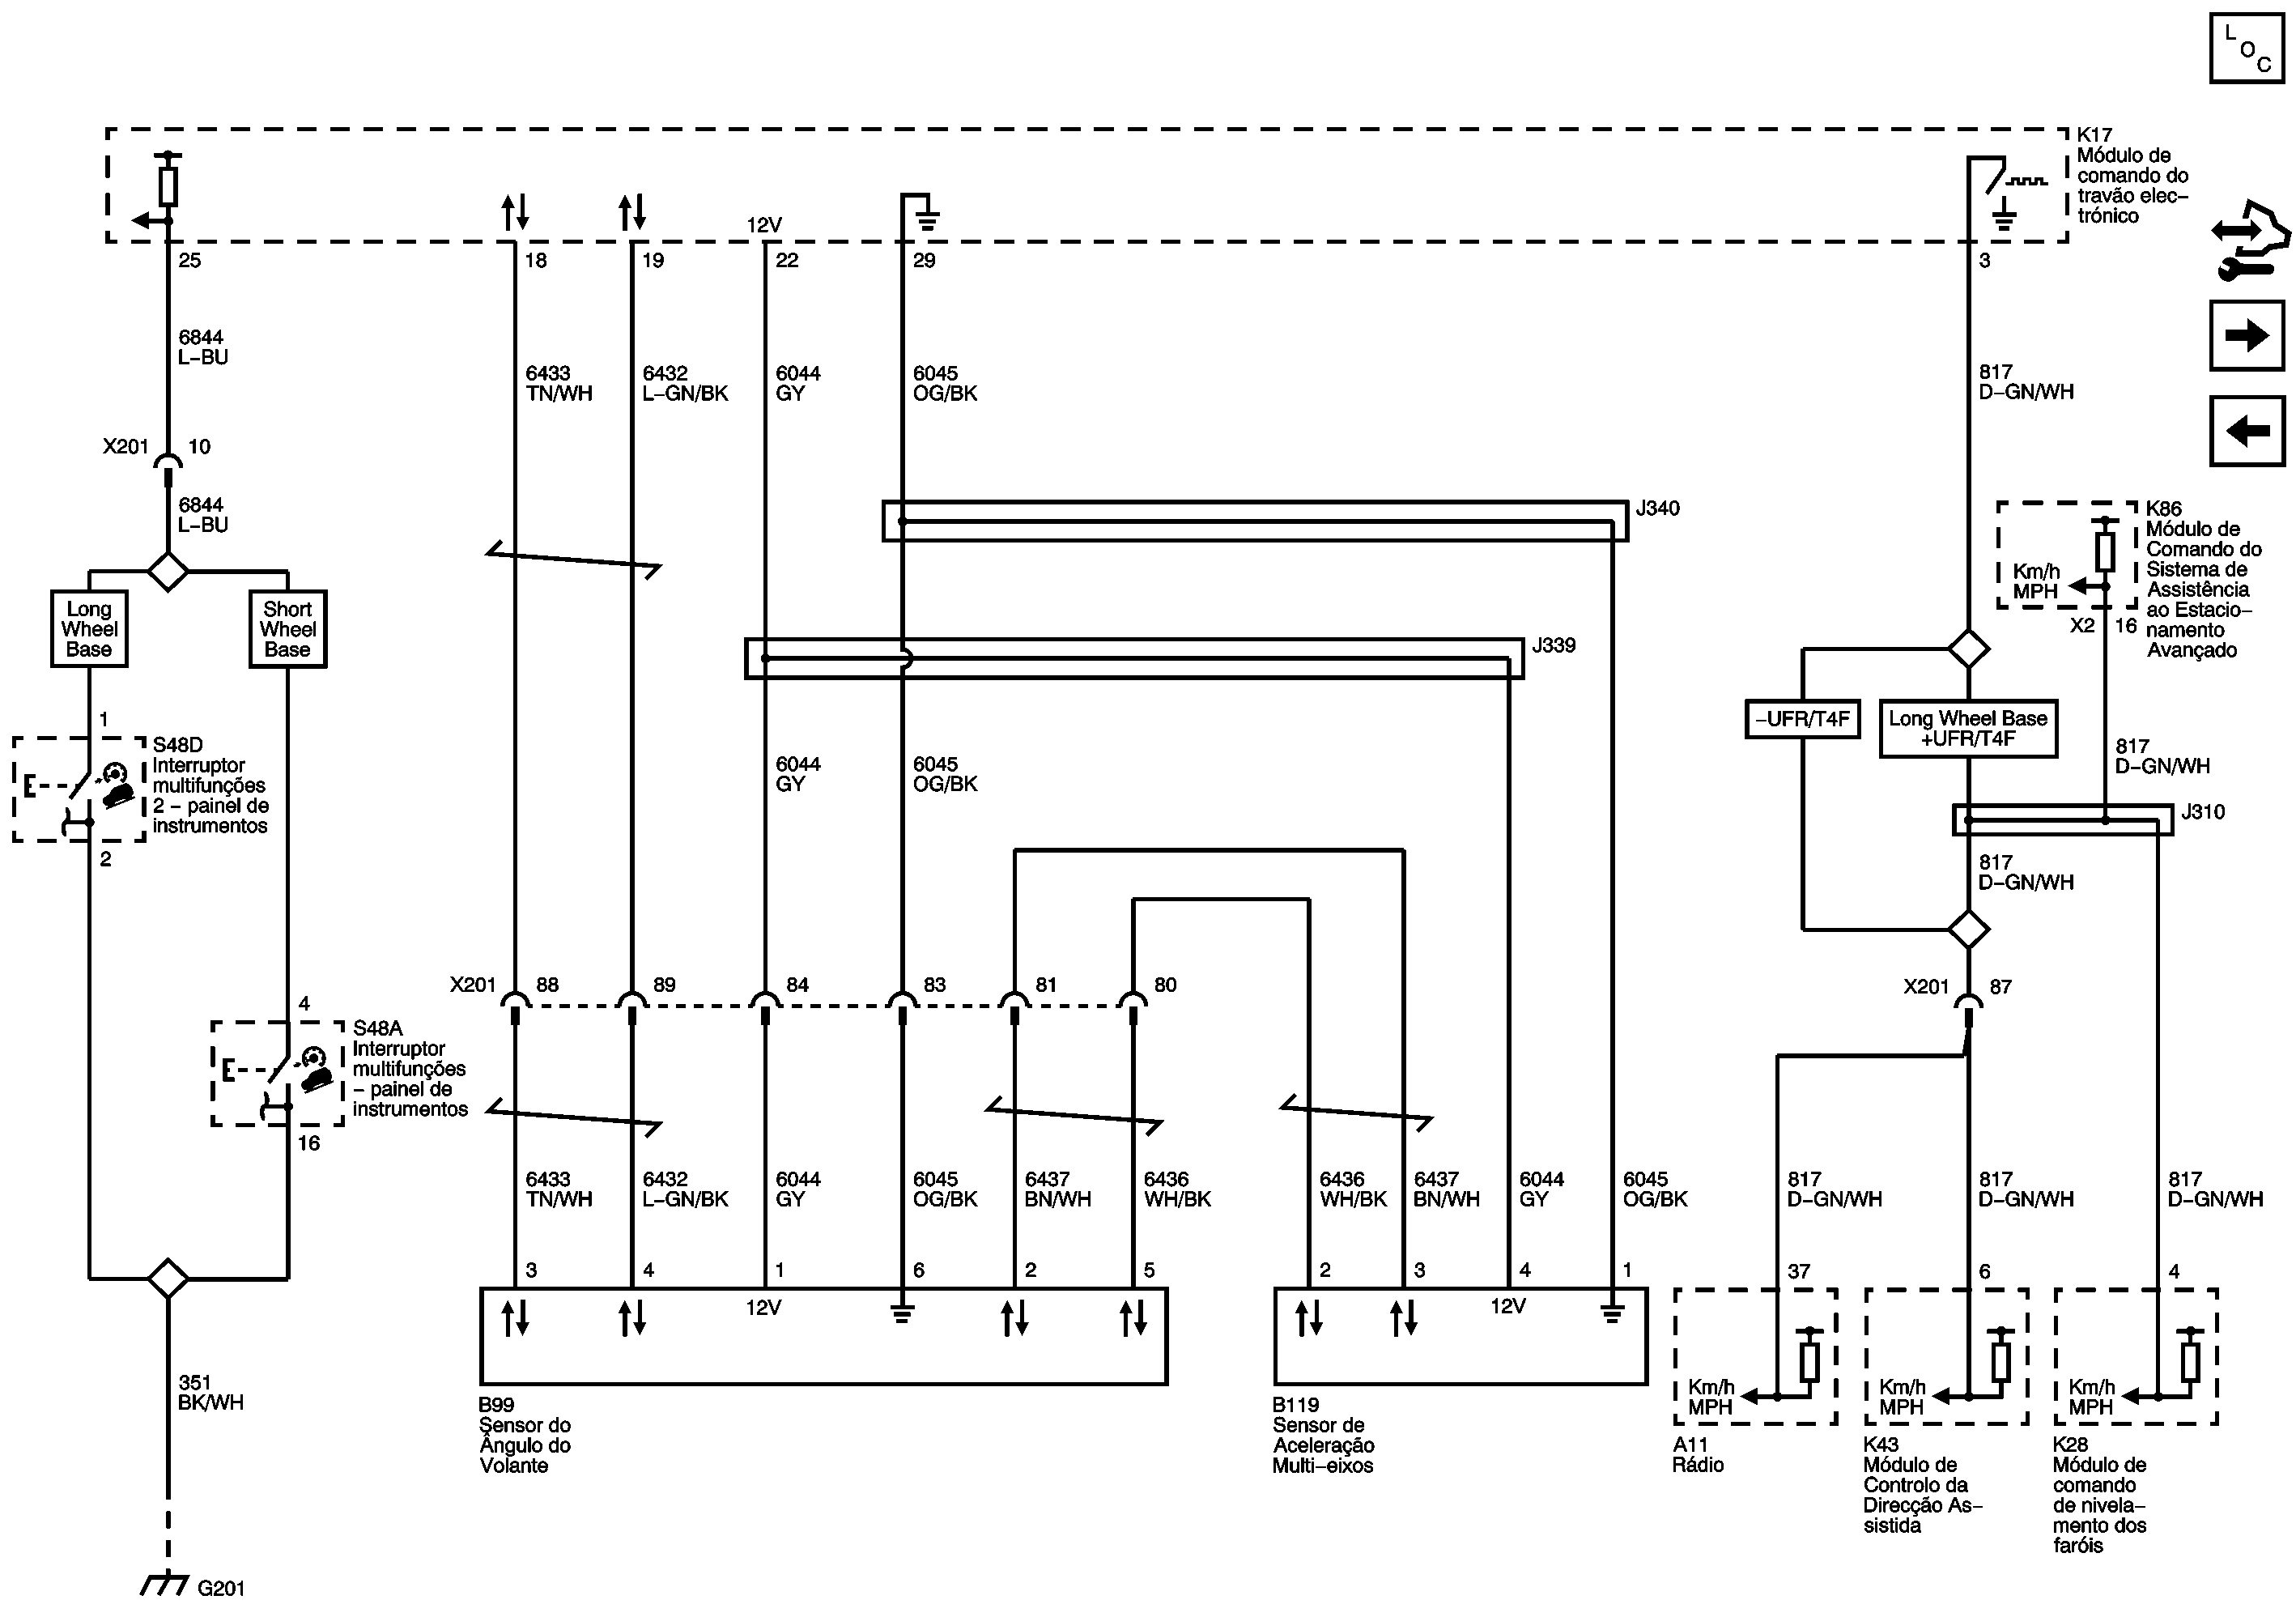 L
O
C
K17
Módulo de
comando do
travão elec-
trónico
12V
25
18
19
22
29
3
6844
L-BU
6433
TN/WH
6432
L-GN/BK
6044
GY
6045
OG/BK
817
D-GN/WH
X201
10
6844
L-BU
J340
K86
Módulo de
Comando do
Sistema de
Assistência
ao Estacio-
namento
Avançado
Km/h
MPH
X2
16
Long
Wheel
Base
Short
Wheel
Base
J339
-UFR/T4F
Long Wheel Base
+UFR/T4F
1
S48D
Interruptor
multifunções
2 - painel de
instrumentos
2
6044
GY
6045
OG/BK
817
D-GN/WH
J310
817
D-GN/WH
X201
88
89
84
83
81
80
X201
87
4
S48A
Interruptor
multifunções
- painel de
instrumentos
16
6433
TN/WH
6432
L-GN/BK
6044
GY
6045
OG/BK
6437
BN/WH
6436
WH/BK
6436
WH/BK
6437
BN/WH
6044
GY
6045
OG/BK
817
D-GN/WH
817
D-GN/WH
817
D-GN/WH
3
4
1
6
2
5
2
3
4
1
37
6
4
12V
12V
351
BK/WH
B99
Sensor do
Ângulo do
Volante
B119
Sensor de
Aceleração
Multi-eixos
Km/h
MPH
Km/h
MPH
Km/h
MPH
A11
Rádio
K43
Módulo de
Controlo da
Direcção As-
sistida
K28
Módulo de
comando
de nivela-
mento dos
faróis
G201